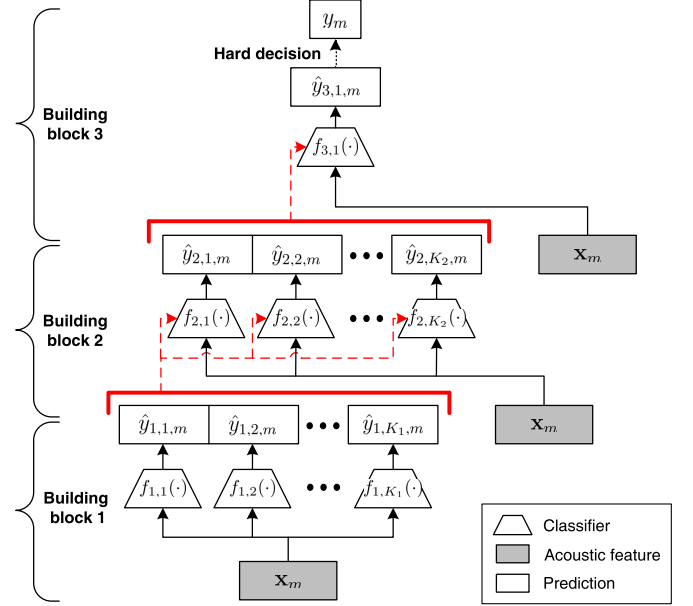 y_m
Hard decision
ŷ_{3,1,m}
Building
block 3
f_{3,1}(·)
ŷ_{2,1,m} ŷ_{2,2,m} ••• ŷ_{2,K_2,m}
x_m
Building
block 2
f_{2,1}(·) f_{2,2}(·) ••• f_{2,K_2}(·)
ŷ_{1,1,m} ŷ_{1,2,m} ••• ŷ_{1,K_1,m}
x_m
Building
block 1
f_{1,1}(·) f_{1,2}(·) ••• f_{1,K_1}(·)
x_m
Classifier
Acoustic feature
Prediction